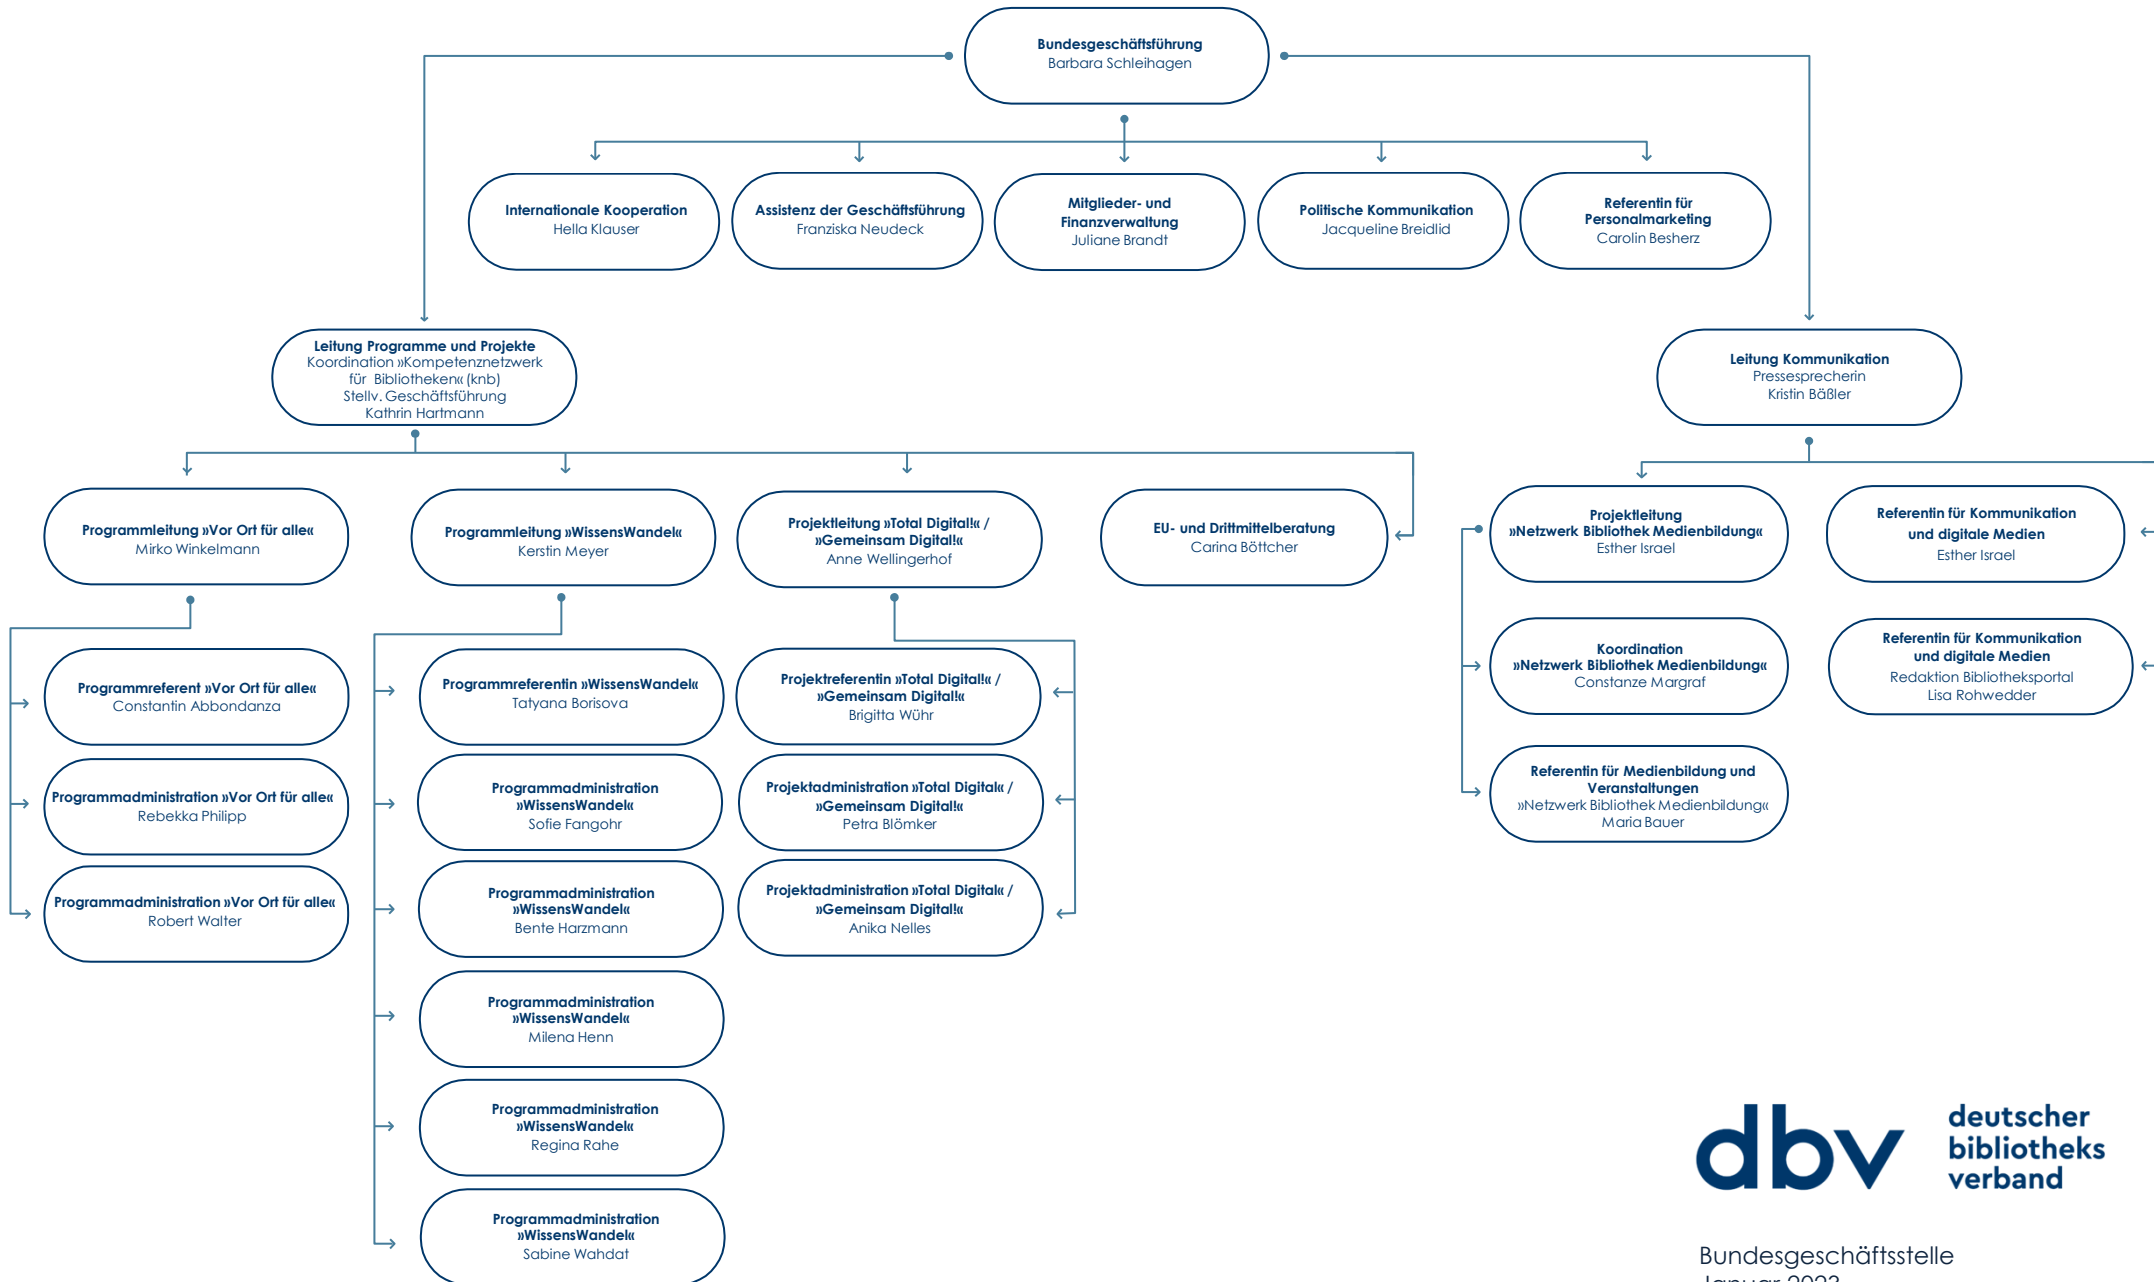 Bundesgeschäftsführung
Barbara Schleihagen
Internationale Kooperation
Hella Klauser
Assistenz der Geschäftsführung
Franziska Neudeck
Mitglieder- und
Finanzverwaltung
Juliane Brandt
Politische Kommunikation
Jacqueline Breidlid
Referentin für
Personalmarketing
Carolin Besherz
Leitung Programme und Projekte
Koordination »Kompetenznetzwerk
für Bibliotheken« (knb)
Stellv. Geschäftsführung
Kathrin Hartmann
Leitung Kommunikation
Pressesprecherin
Kristin Bäßler
Programmleitung »Vor Ort für alle«
Mirko Winkelmann
Programmleitung »WissensWandel«
Kerstin Meyer
Projektleitung »Total Digital!« /
»Gemeinsam Digital!«
Anne Wellingerhof
EU- und Drittmittelberatung
Carina Böttcher
Projektleitung
»Netzwerk Bibliothek Medienbildung«
Esther Israel
Referentin für Kommunikation
und digitale Medien
Esther Israel
Programmreferent »Vor Ort für alle«
Constantin Abbondanza
Programmadministration »Vor Ort für alle«
Rebekka Philipp
Programmadministration »Vor Ort für alle«
Robert Walter
Programmreferentin »WissensWandel«
Tatyana Borisova
Programmadministration
»WissensWandel«
Sofie Fangohr
Programmadministration
»WissensWandel«
Bente Harzmann
Programmadministration
»WissensWandel«
Milena Henn
Programmadministration
»WissensWandel«
Regina Rahe
Programmadministration
»WissensWandel«
Sabine Wahdat
Projektreferentin »Total Digital!« /
»Gemeinsam Digital!«
Brigitta Wühr
Projektadministration »Total Digital« /
»Gemeinsam Digital!«
Petra Blömker
Projektadministration »Total Digital« /
»Gemeinsam Digital!«
Anika Nelles
Koordination
»Netzwerk Bibliothek Medienbildung«
Constanze Margraf
Referentin für Medienbildung und
Veranstaltungen
»Netzwerk Bibliothek Medienbildung«
Maria Bauer
Referentin für Kommunikation
und digitale Medien
Redaktion Bibliotheksportal
Lisa Rohwedder
dbv
deutscher
bibliotheks
verband
Bundesgeschäftsstelle
Januar 2023